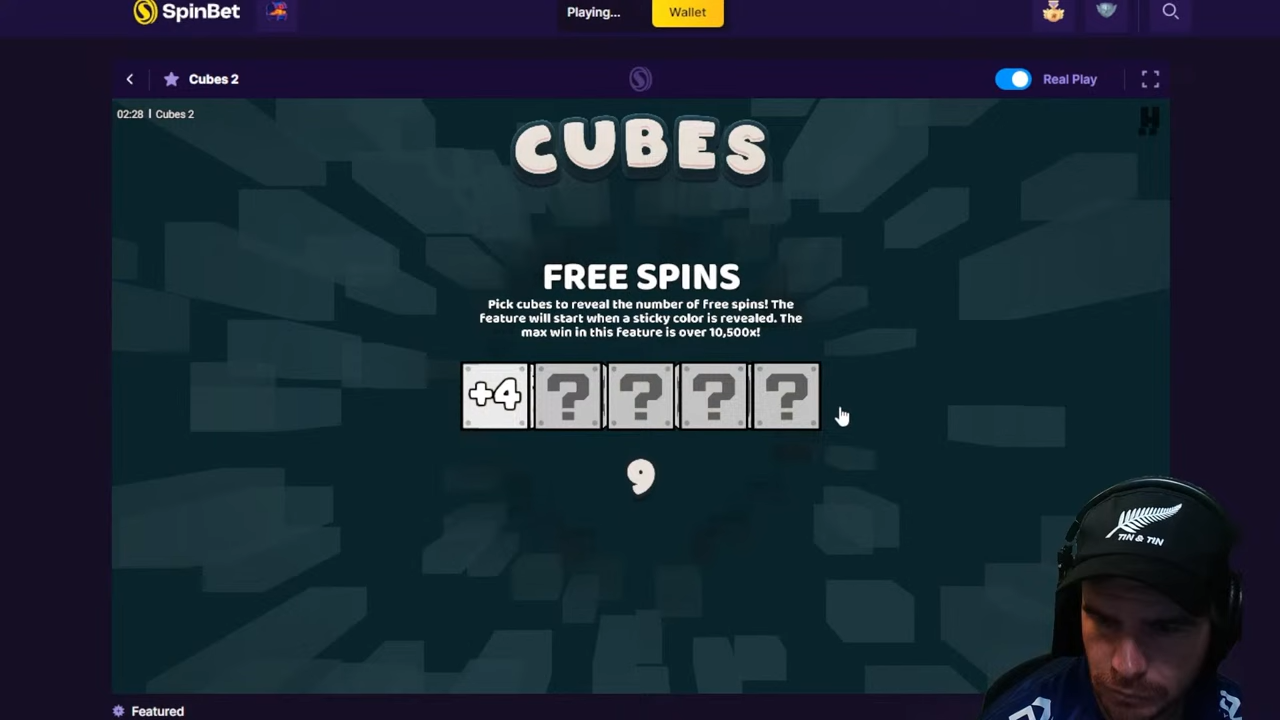 SpinBet
Playing...
Wallet
Cubes 2
Real Play
02:28 | Cubes 2
CUBES
FREE SPINS
Pick cubes to reveal the number of free spins! The
feature will start when a sticky color is revealed. The
max win in this feature is over 10,500x!
+4 ? ? ? ?
9
TIN & TIN
Featured